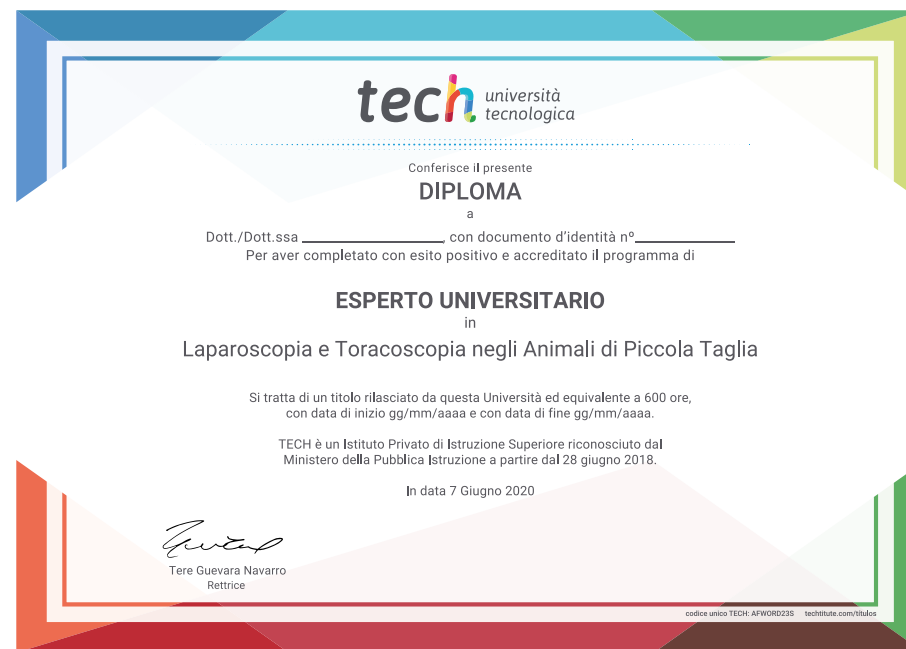 tech università
tecnologica
Conferisce il presente
DIPLOMA
a
Dott./Dott.ssa ____________, con documento d'identità nº____________
Per aver completato con esito positivo e accreditato il programma di
ESPERTO UNIVERSITARIO
in
Laparoscopia e Toracoscopia negli Animali di Piccola Taglia
Si tratta di un titolo rilasciato da questa Università ed equivalente a 600 ore,
con data di inizio gg/mm/aaaa e con data di fine gg/mm/aaaa.
TECH è un Istituto Privato di Istruzione Superiore riconosciuto dal
Ministero della Pubblica Istruzione a partire dal 28 giugno 2018.
In data 7 Giugno 2020
Tere Guevara Navarro
Rettrice
codice unico TECH: AFWORD23S techtitute.com/titulos